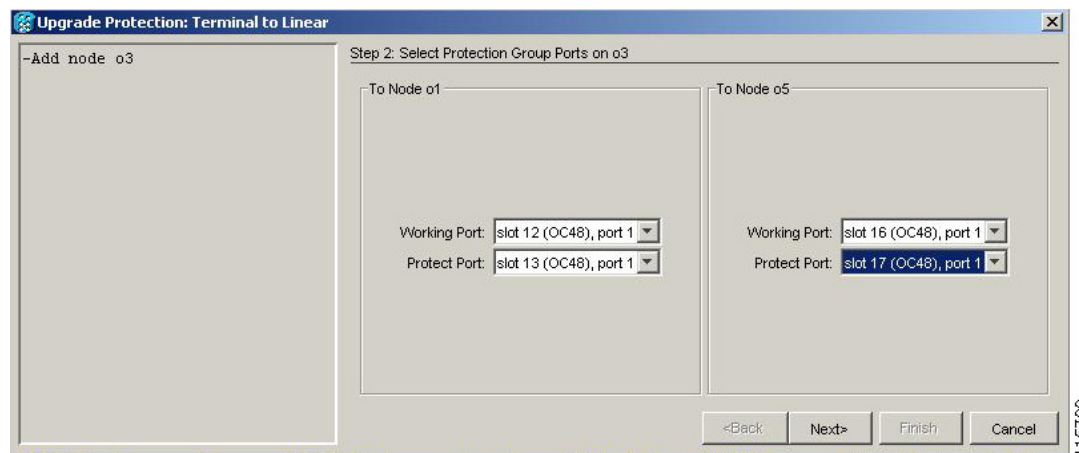 Upgrade Protection: Terminal to Linear
-Add node o3
Step 2: Select Protection Group Ports on o3
To Node o1
Working Port: slot 12 (OC48), port 1
Protect Port: slot 13 (OC48), port 1
To Node o5
Working Port: slot 16 (OC48), port 1
Protect Port: slot 17 (OC48), port 1
<Back Next> Finish Cancel